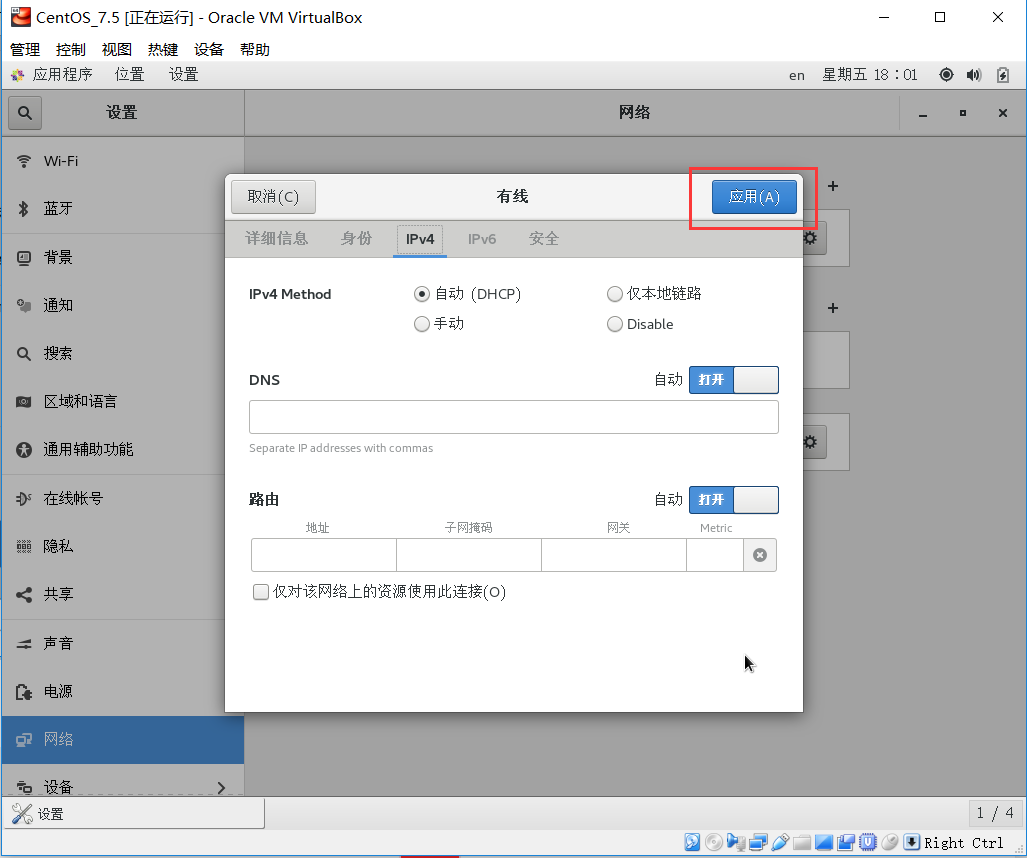 CentOS_7.5 [正在运行] - Oracle VM VirtualBox
管理 控制 视图 热键 设备 帮助
应用程序 位置 设置 en 星期五 18：01
设置 网络
Wi-Fi
蓝牙
背景
通知
搜索
区域和语言
通用辅助功能
在线帐号
隐私
共享
声音
电源
网络
设备
取消(C) 有线 应用(A)
详细信息 身份 IPv4 IPv6 安全
IPv4 Method 自动 (DHCP) 仅本地链路
手动 Disable
DNS 自动 打开
Separate IP addresses with commas
路由 自动 打开
地址 子网掩码 网关 Metric
仅对该网络上的资源使用此连接(O)
设置 1 / 4
Right Ctrl